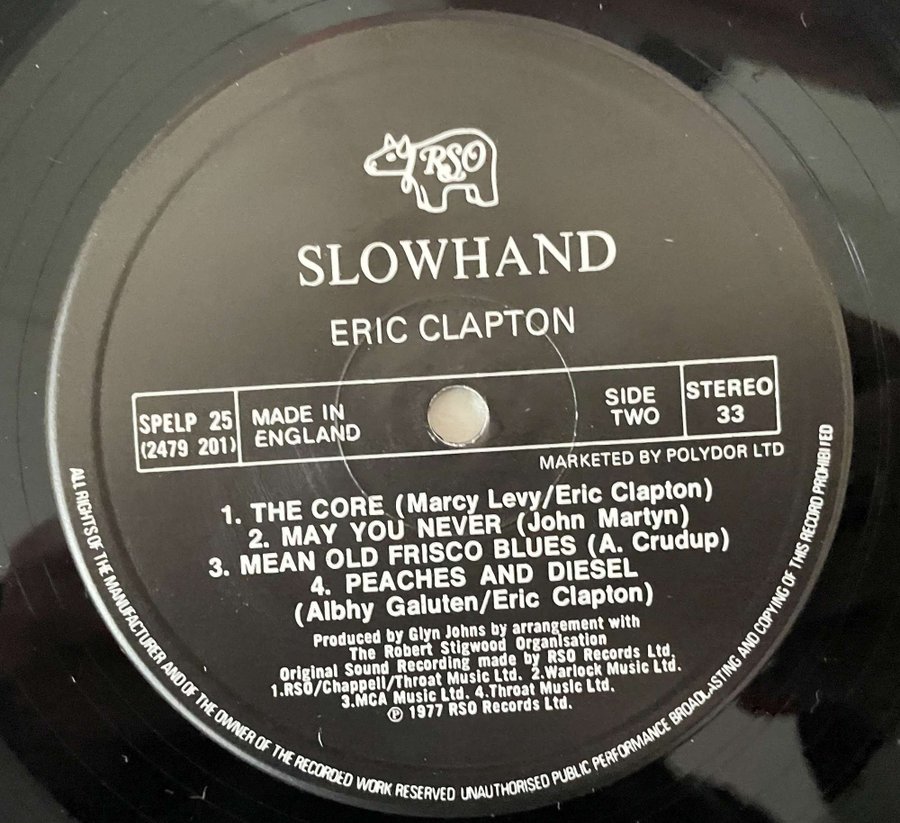 RSO
SLOWHAND
ERIC CLAPTON
SPELP 25
(2479 201)
MADE IN
ENGLAND
SIDE
TWO
STEREO
33
MARKETED BY POLYDOR LTD
1. THE CORE (Marcy Levy/Eric Clapton)
2. MAY YOU NEVER (John Martyn)
3. MEAN OLD FRISCO BLUES (A. Crudup)
4. PEACHES AND DIESEL
(Albhy Galuten/Eric Clapton)
Produced by Glyn Johns by arrangement with
The Robert Stigwood Organisation
Original Sound Recording made by RSO Records Ltd.
1.RSO/Chappell/Throat Music Ltd. 2.Warlock Music Ltd.
3.MCA Music Ltd. 4.Throat Music Ltd.
℗ 1977 RSO Records Ltd.
ALL RIGHTS OF THE MANUFACTURER AND OF THE OWNER OF THE RECORDED WORK RESERVED UNAUTHORISED PUBLIC PERFORMANCE BROADCASTING AND COPYING OF THIS RECORD PROHIBITED